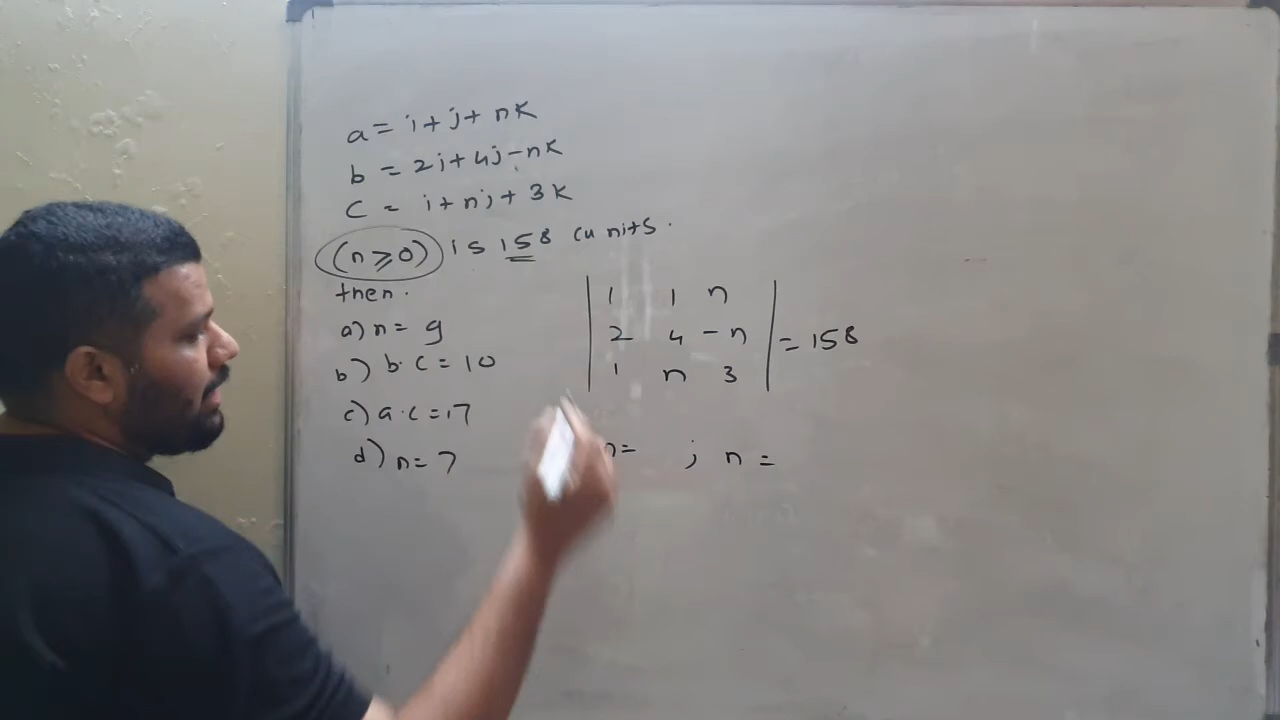 a = i + j + nk
b = 2i + 4j - nk
c = i + nj + 3k
(n ≥ 0) is 158 cu nits.
then.
a) n = 9
b) b·c = 10
c) a·c = 17
d) n = 7
| 1 1 n |
| 2 4 -n | = 158
| 1 n 3 |
n = ; n =